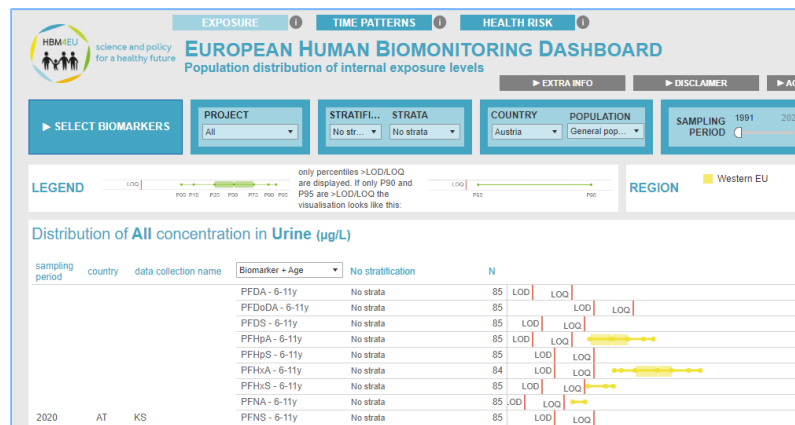 EXPOSURE i TIME PATTERNS i HEALTH RISK i
HBM4EU
science and policy
for a healthy future
EUROPEAN HUMAN BIOMONITORING DASHBOARD
Population distribution of internal exposure levels
► EXTRA INFO ► DISCLAIMER ► AC
► SELECT BIOMARKERS
PROJECT
All
STRATIFI... STRATA
No str... No strata
COUNTRY POPULATION
Austria General pop...
SAMPLING
PERIOD
1991 202
LEGEND
LOQ
P05 P10 P25 P50 P75 P90 P95
only percentiles >LOD/LOQ
are displayed. If only P90 and
P95 are >LOD/LOQ the
visualisation looks like this:
LOQ
P95
REGION
Western EU
Distribution of All concentration in Urine (µg/L)
sampling
period
country data collection name Biomarker + Age No stratification N
PFDA - 6-11y No strata 85 LOD LOQ
PFDoDA - 6-11y No strata 85 LOD LOQ
PFDS - 6-11y No strata 85 LOD LOQ
PFHpA - 6-11y No strata 85 LOD LOQ
PFHpS - 6-11y No strata 85 LOD LOQ
PFHxA - 6-11y No strata 84 LOD LOQ
PFHxS - 6-11y No strata 85 LOD LOQ
PFNA - 6-11y No strata 85 LOD LOQ
2020 AT KS PFNS - 6-11y No strata 85 LOD LOQ